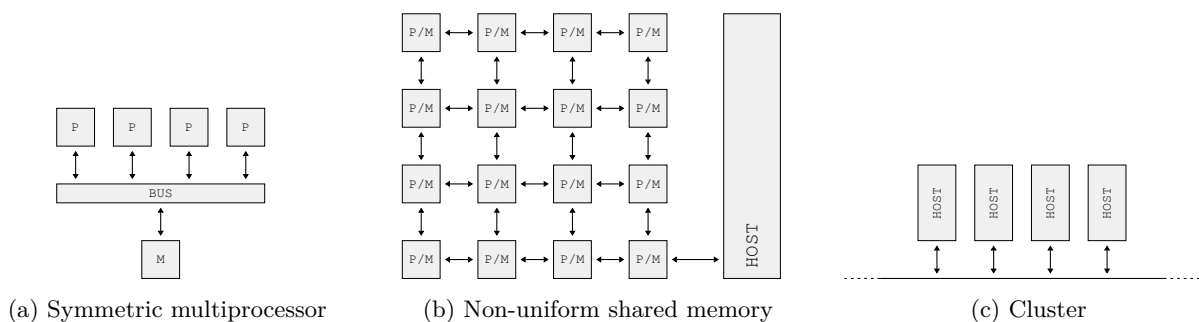 P P P P
BUS
M
(a) Symmetric multiprocessor
P/M P/M P/M P/M
P/M P/M P/M P/M
P/M P/M P/M P/M
P/M P/M P/M P/M
HOST
(b) Non-uniform shared memory
HOST HOST HOST HOST
(c) Cluster